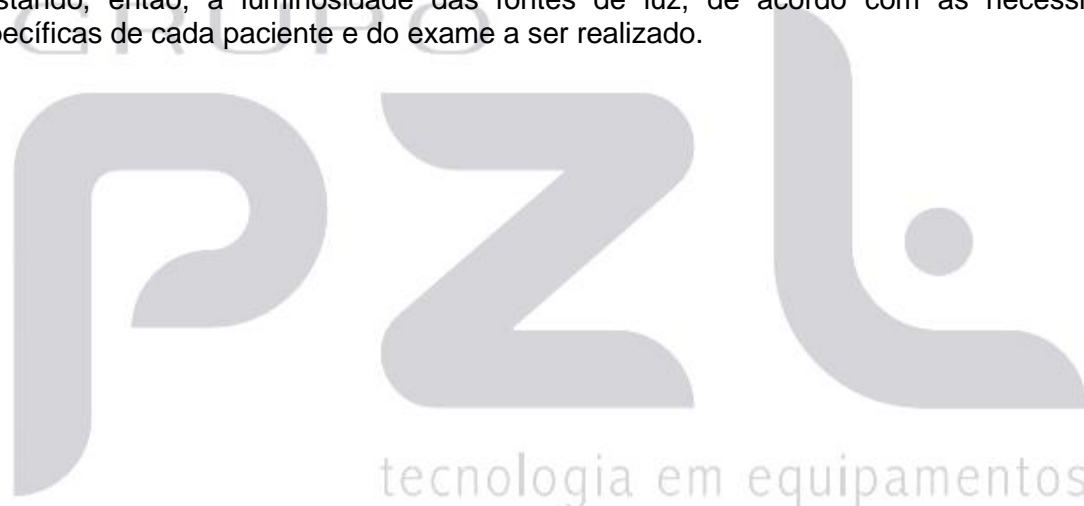 stando, então, a luminosidade das fontes de luz, de acordo com as necessi
pecíficas de cada paciente e do exame a ser realizado.
GRUPO
pzl
tecnologia em equipamentos